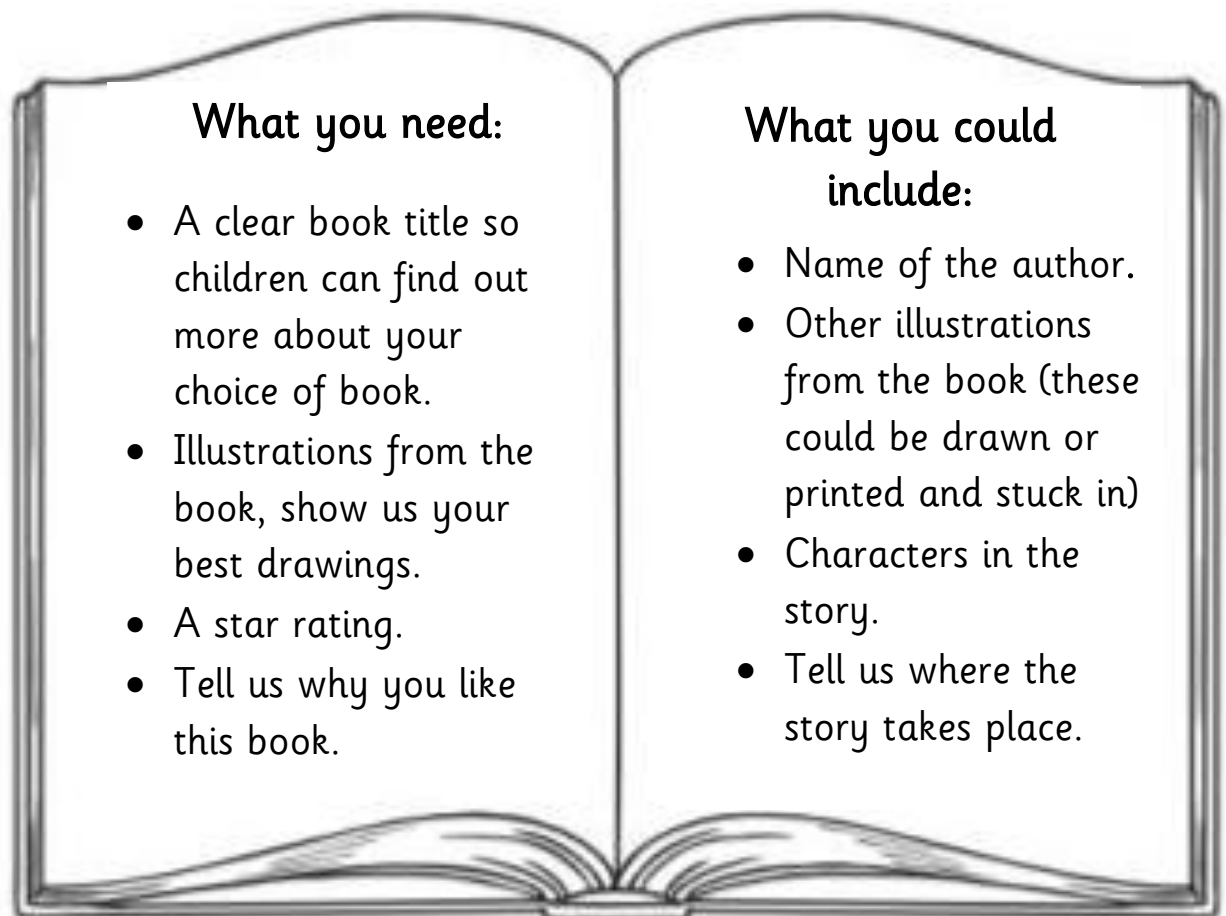 What you need:
• A clear book title so
children can find out
more about your
choice of book.
• Illustrations from the
book, show us your
best drawings.
• A star rating.
• Tell us why you like
this book.
What you could
include:
• Name of the author.
• Other illustrations
from the book (these
could be drawn or
printed and stuck in)
• Characters in the
story.
• Tell us where the
story takes place.